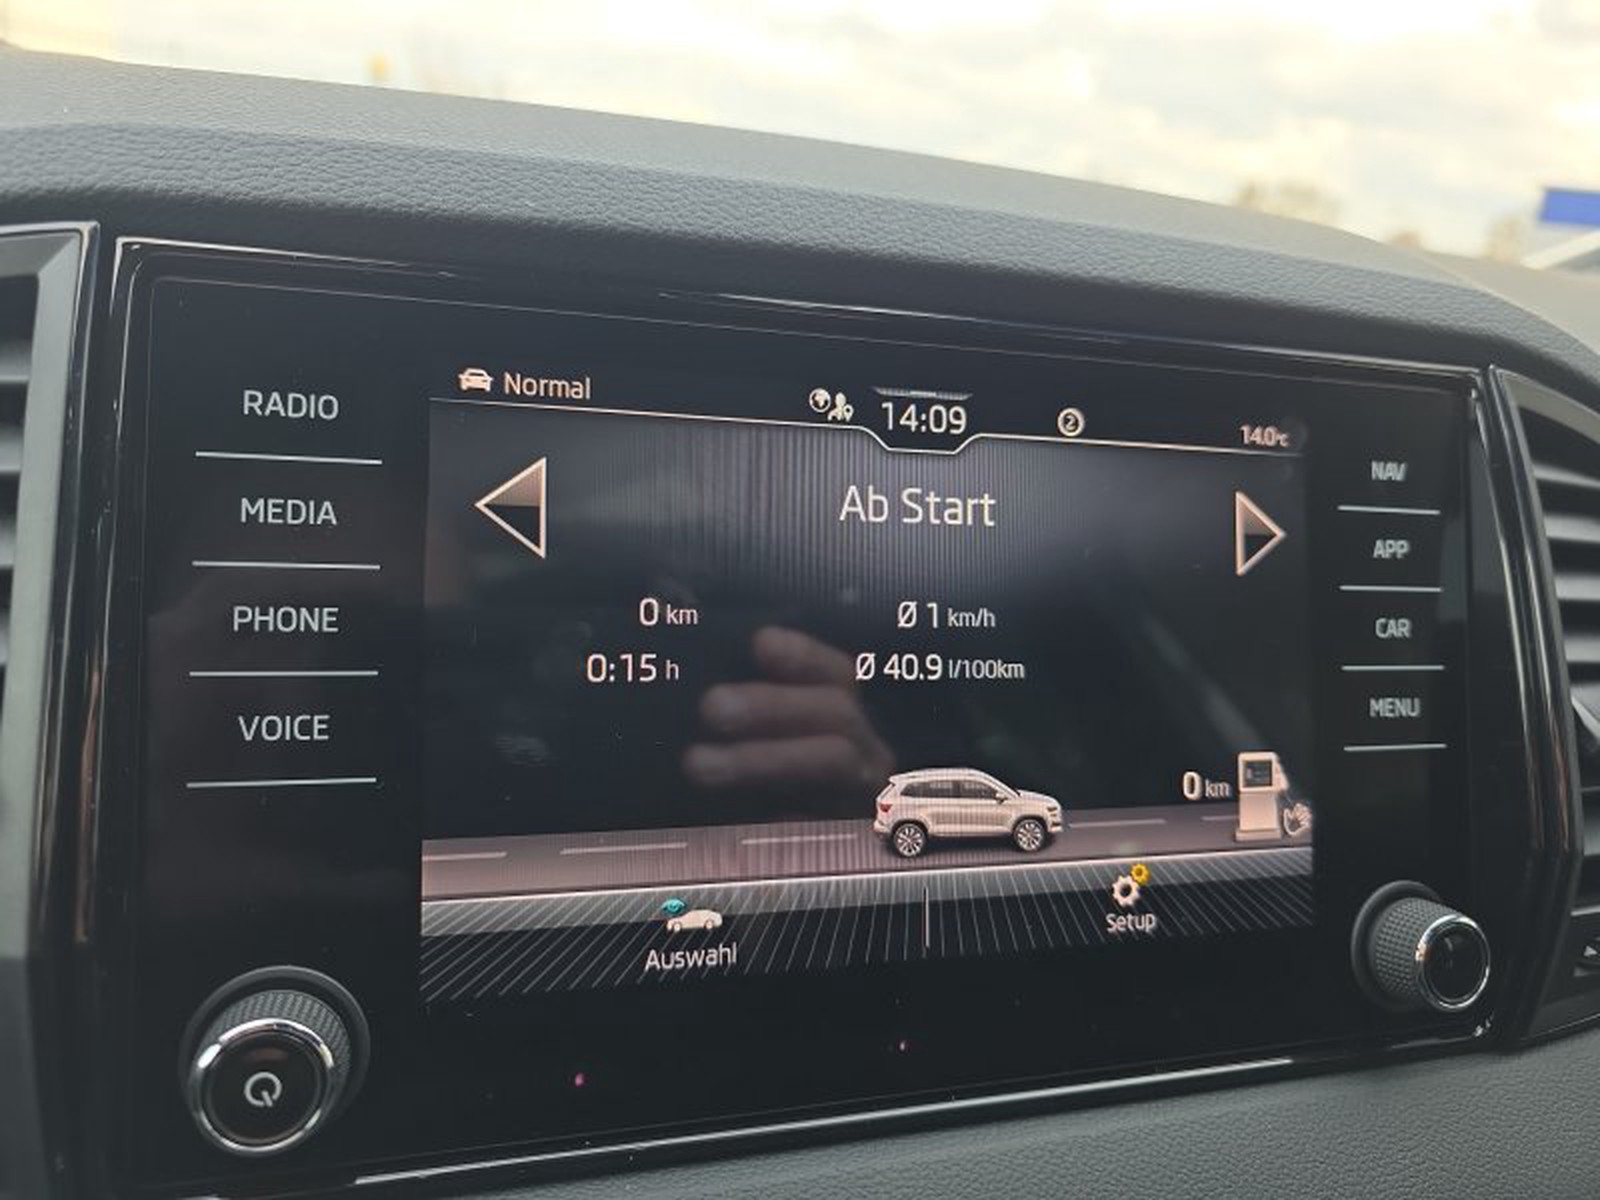 RADIO
MEDIA
PHONE
VOICE
Normal
14:09
2
14.0°C
Ab Start
0 km
Ø 1 km/h
0:15 h
Ø 40.9 l/100km
0 km
Auswahl
Setup
NAV
APP
CAR
MENU